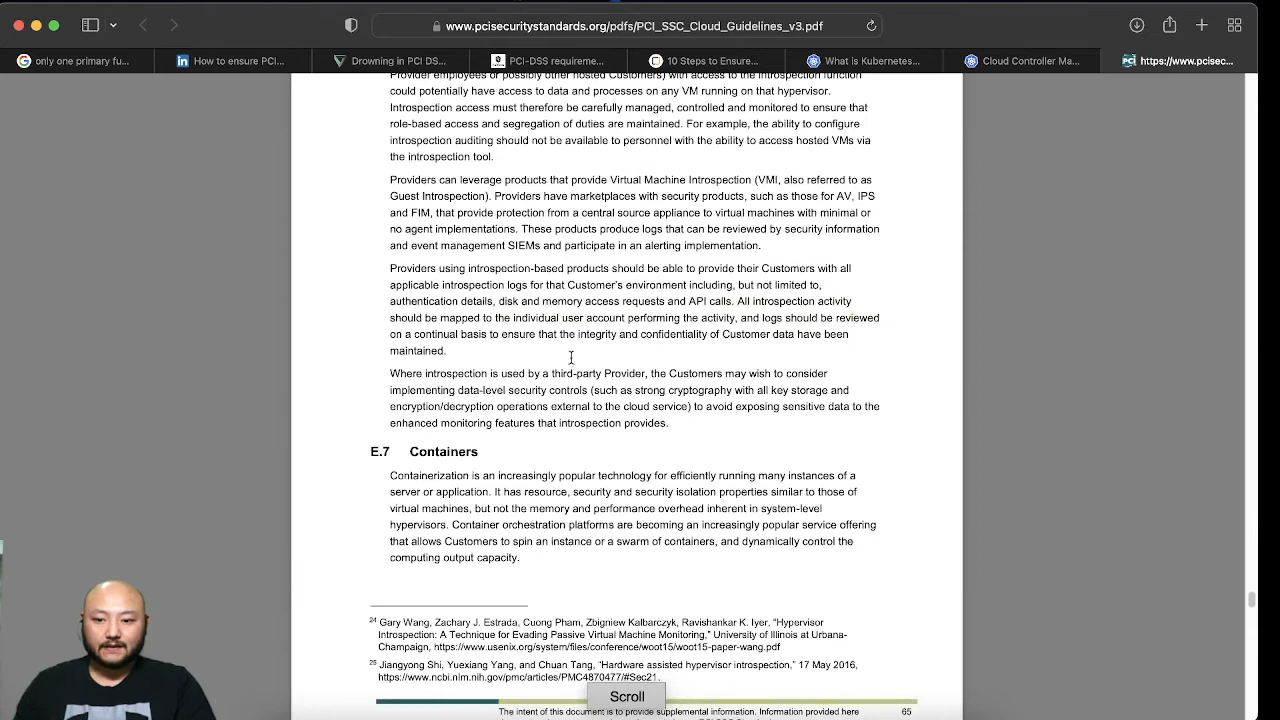 www.pcisecuritystandards.org/pdfs/PCI_SSC_Cloud_Guidelines_v3.pdf
only one primary fu...
How to ensure PCI...
Drowning in PCI DS...
PCI-DSS requireme...
10 Steps to Ensure...
What is Kubernetes...
Cloud Controller Ma...
https://www.pcisec...
Provider employees or possibly other hosted Customers) with access to the introspection function
could potentially have access to data and processes on any VM running on that hypervisor.
Introspection access must therefore be carefully managed, controlled and monitored to ensure that
role-based access and segregation of duties are maintained. For example, the ability to configure
introspection auditing should not be available to personnel with the ability to access hosted VMs via
the introspection tool.
Providers can leverage products that provide Virtual Machine Introspection (VMI, also referred to as
Guest Introspection). Providers have marketplaces with security products, such as those for AV, IPS
and FIM, that provide protection from a central source appliance to virtual machines with minimal or
no agent implementations. These products produce logs that can be reviewed by security information
and event management SIEMs and participate in an alerting implementation.
Providers using introspection-based products should be able to provide their Customers with all
applicable introspection logs for that Customer's environment including, but not limited to,
authentication details, disk and memory access requests and API calls. All introspection activity
should be mapped to the individual user account performing the activity, and logs should be reviewed
on a continual basis to ensure that the integrity and confidentiality of Customer data have been
maintained.
Where introspection is used by a third-party Provider, the Customers may wish to consider
implementing data-level security controls (such as strong cryptography with all key storage and
encryption/decryption operations external to the cloud service) to avoid exposing sensitive data to the
enhanced monitoring features that introspection provides.
E.7 Containers
Containerization is an increasingly popular technology for efficiently running many instances of a
server or application. It has resource, security and security isolation properties similar to those of
virtual machines, but not the memory and performance overhead inherent in system-level
hypervisors. Container orchestration platforms are becoming an increasingly popular service offering
that allows Customers to spin an instance or a swarm of containers, and dynamically control the
computing output capacity.
24 Gary Wang, Zachary J. Estrada, Cuong Pham, Zbigniew Kalbarczyk, Ravishankar K. Iyer, "Hypervisor
Introspection: A Technique for Evading Passive Virtual Machine Monitoring," University of Illinois at Urbana-
Champaign, https://www.usenix.org/system/files/conference/woot15/woot15-paper-wang.pdf
25 Jiangyong Shi, Yuexiang Yang, and Chuan Tang, "Hardware assisted hypervisor introspection," 17 May 2016,
https://www.ncbi.nlm.nih.gov/pmc/articles/PMC4870477/#Sec21.
Scroll
The intent of this document is to provide supplemental information. Information provided here
65